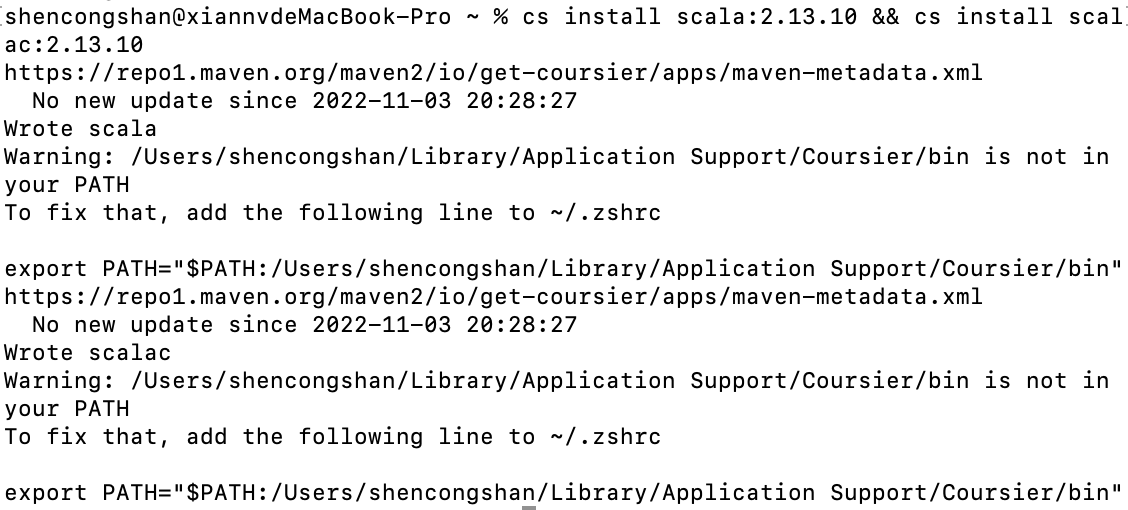 shencongshan@xiannvdeMacBook-Pro ~ % cs install scala:2.13.10 && cs install scal
ac:2.13.10
https://repo1.maven.org/maven2/io/get-coursier/apps/maven-metadata.xml
  No new update since 2022-11-03 20:28:27
Wrote scala
Warning: /Users/shencongshan/Library/Application Support/Coursier/bin is not in
your PATH
To fix that, add the following line to ~/.zshrc

export PATH="$PATH:/Users/shencongshan/Library/Application Support/Coursier/bin"
https://repo1.maven.org/maven2/io/get-coursier/apps/maven-metadata.xml
  No new update since 2022-11-03 20:28:27
Wrote scalac
Warning: /Users/shencongshan/Library/Application Support/Coursier/bin is not in
your PATH
To fix that, add the following line to ~/.zshrc

export PATH="$PATH:/Users/shencongshan/Library/Application Support/Coursier/bin"